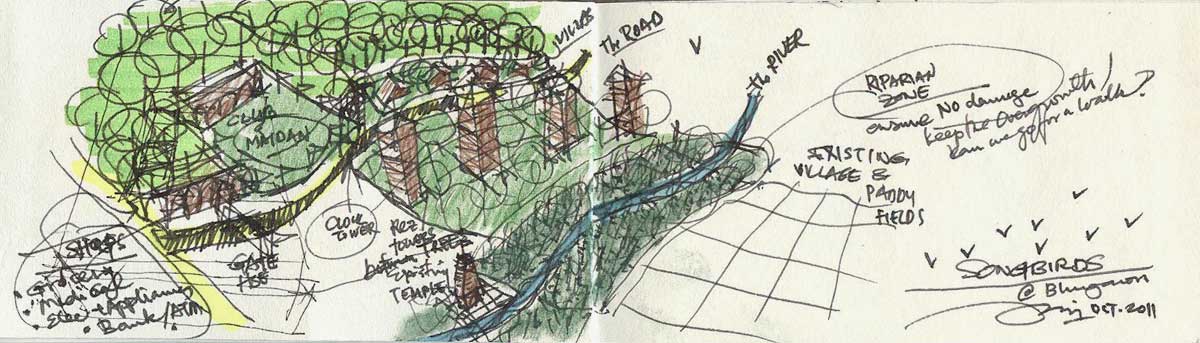 VILLAS
The ROAD
the RIVER
CLUB
MAIDAN
CLOCK
TOWER
Rez
towers
between TREES
Existing
TEMPLE
GATE
HSE
SHOPS
• Grocery
• Medical
• Elec + Appliances
• Bank/ATM
RIPARIAN
ZONE
No damage
ensure
keep the Overgrowth!
Can we go for a walk?
EXISTING
VILLAGE &
PADDY
FIELDS
SONGBIRDS
@ Bhugaon
OCT-2011